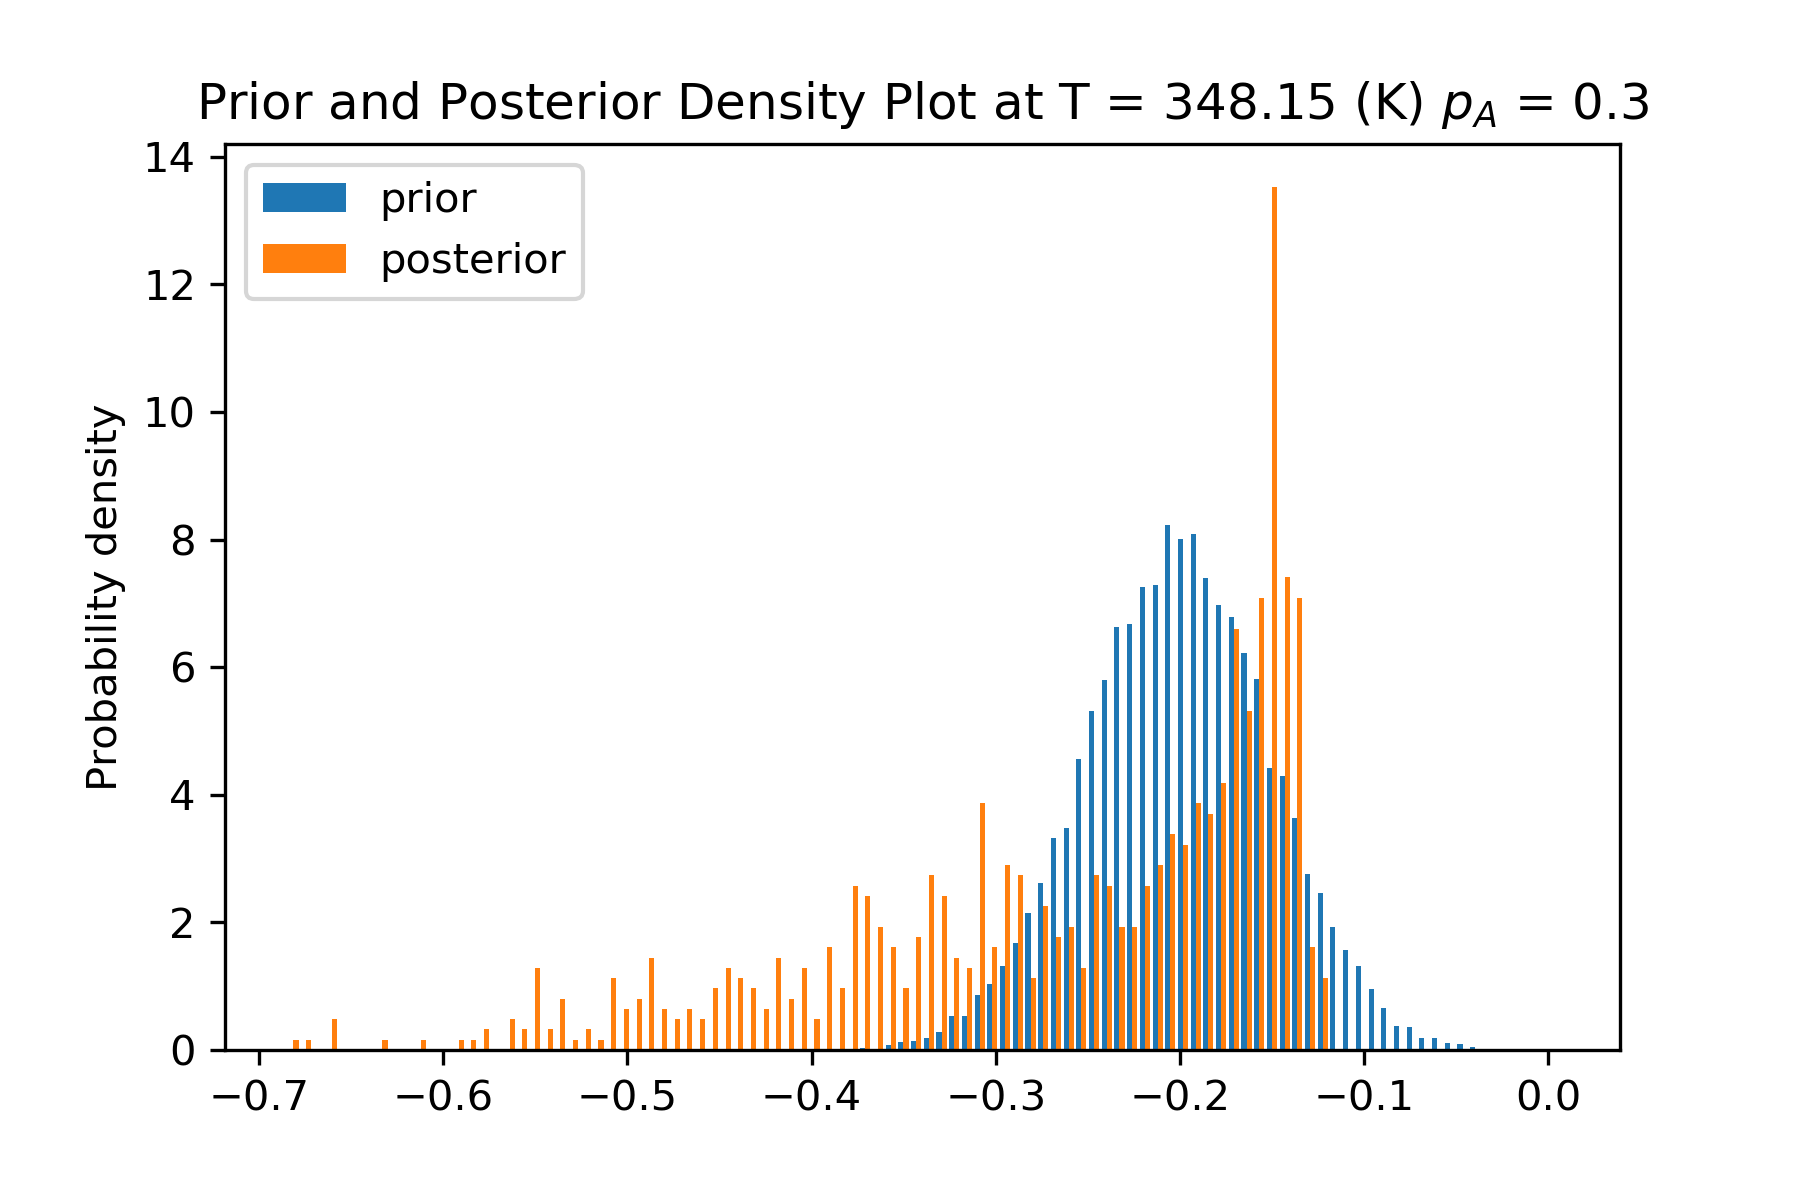 Prior and Posterior Density Plot at T = 348.15 (K) p_A = 0.3
14
12
10
8
6
4
2
0
Probability density
prior
posterior
−0.7 −0.6 −0.5 −0.4 −0.3 −0.2 −0.1 0.0